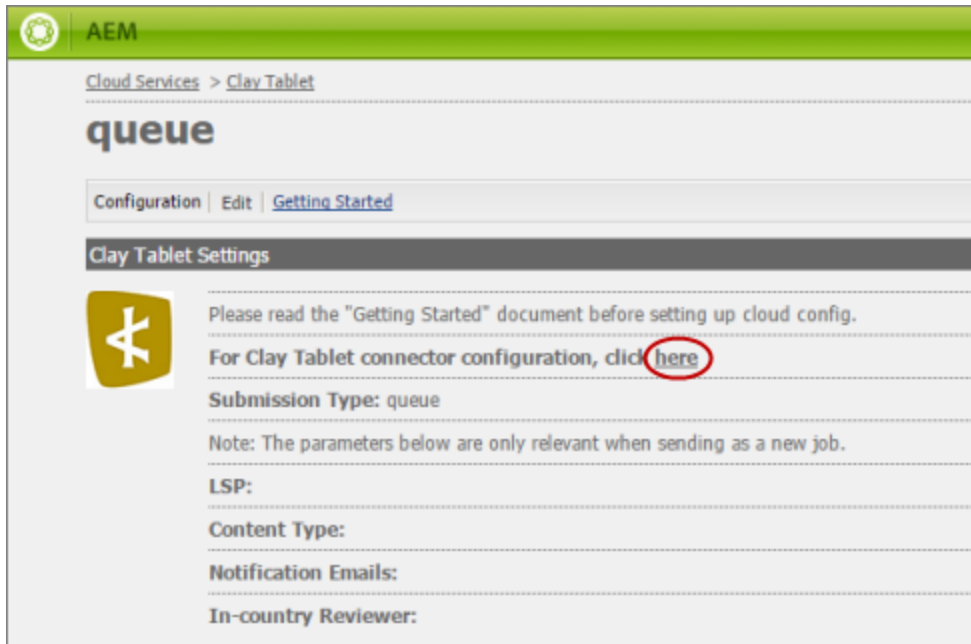 AEM
Cloud Services > Clay Tablet
queue
Configuration | Edit | Getting Started
Clay Tablet Settings
Please read the "Getting Started" document before setting up cloud config.
For Clay Tablet connector configuration, click here
Submission Type: queue
Note: The parameters below are only relevant when sending as a new job.
LSP:
Content Type:
Notification Emails:
In-country Reviewer: